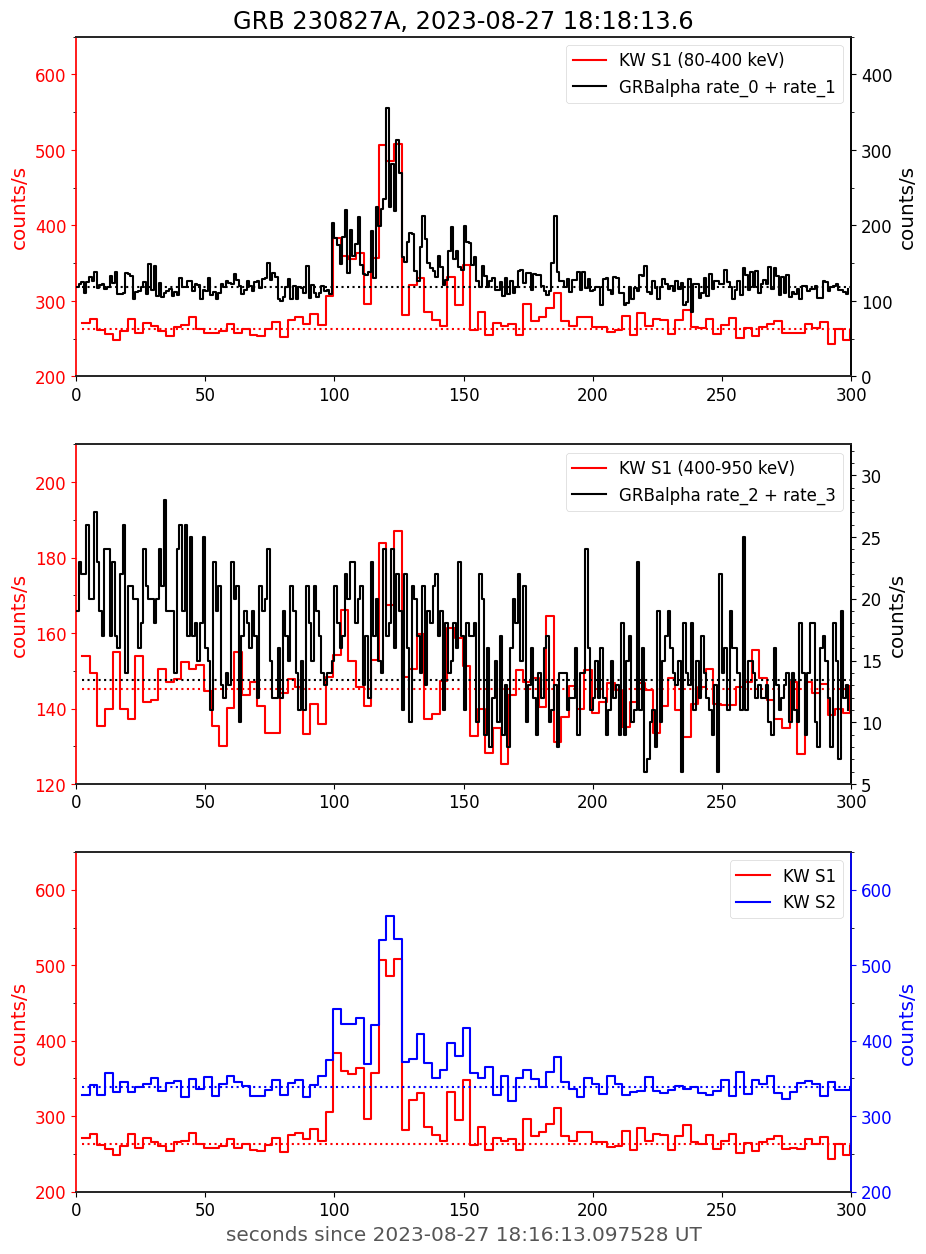 GRB 230827A, 2023-08-27 18:18:13.6
KW S1 (80-400 keV)
GRBalpha rate_0 + rate_1
600
500
400
300
200
counts/s
400
300
200
100
0
counts/s
0 50 100 150 200 250 300
KW S1 (400-950 keV)
GRBalpha rate_2 + rate_3
200
180
160
140
120
counts/s
30
25
20
15
10
5
counts/s
0 50 100 150 200 250 300
KW S1
KW S2
600
500
400
300
200
counts/s
600
500
400
300
200
counts/s
0 50 100 150 200 250 300
seconds since 2023-08-27 18:16:13.097528 UT